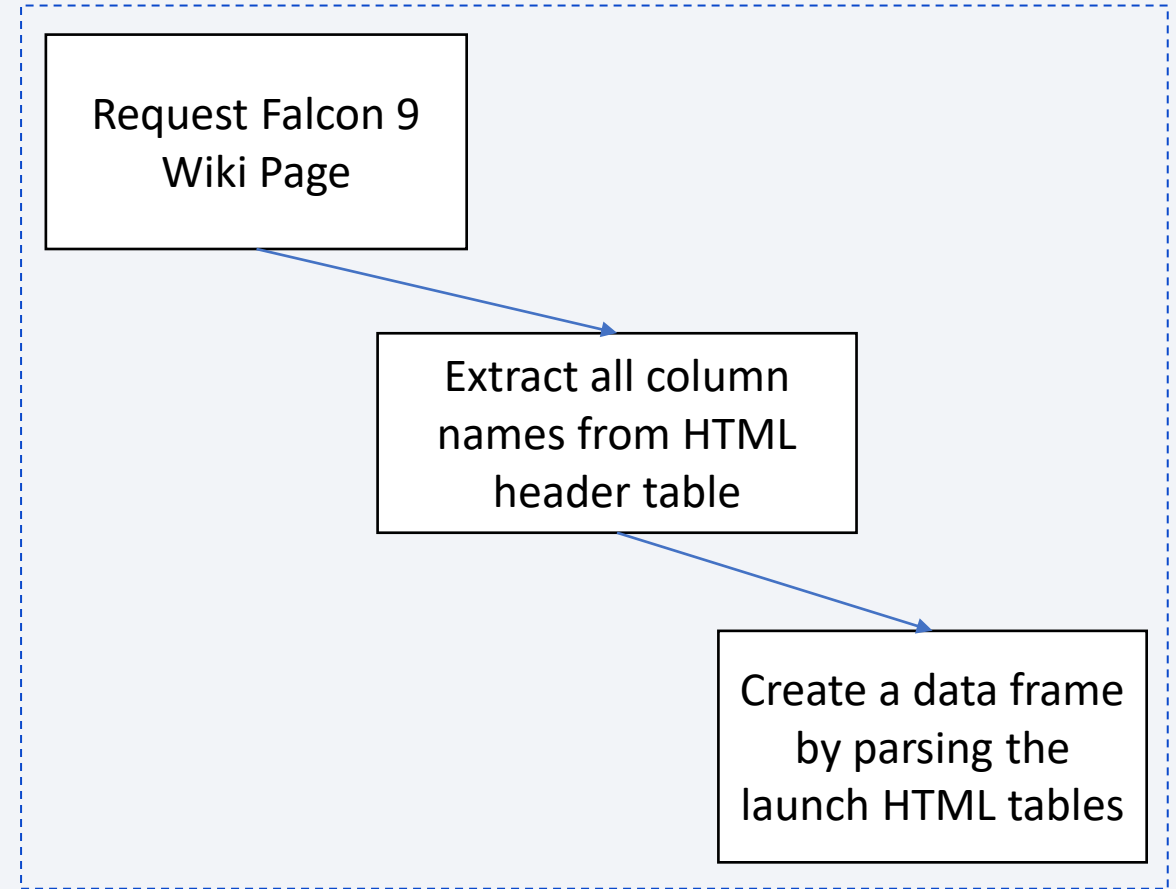 Request Falcon 9
Wiki Page
Extract all column
names from HTML
header table
Create a data frame
by parsing the
launch HTML tables